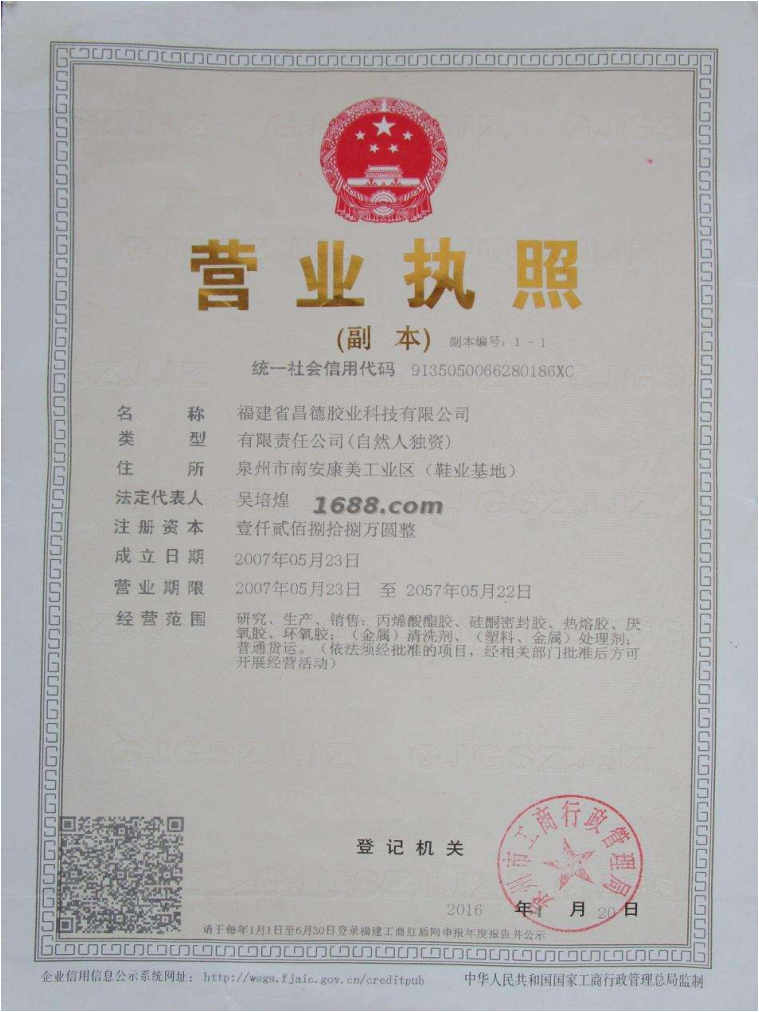 营业执照
(副 本) 副本编号：1-1
统一社会信用代码 9135050066280186XC
名 称 福建省昌德胶业科技有限公司
类 型 有限责任公司(自然人独资)
住 所 泉州市南安康美工业区（鞋业基地）
法定代表人 吴培煌
1688.com
注册资本 壹仟贰佰捌拾捌万圆整
成立日期 2007年05月23日
营业期限 2007年05月23日 至 2057年05月22日
经营范围 研究、生产、销售：丙烯酸酯胶、硅酮密封胶、热熔胶、厌
氧胶、环氧胶；（金属）清洗剂、（塑料、金属）处理剂；
普通货运。（依法须经批准的项目，经相关部门批准后方可
开展经营活动）
登记机关
泉州市工商行政管理局
2016 年 月 20 日
请于每年1月1日至6月30日登录福建工商红盾网申报年度报告并公示
企业信用信息公示系统网址：http://wsgs.fjaic.gov.cn/creditpub 中华人民共和国国家工商行政管理总局监制